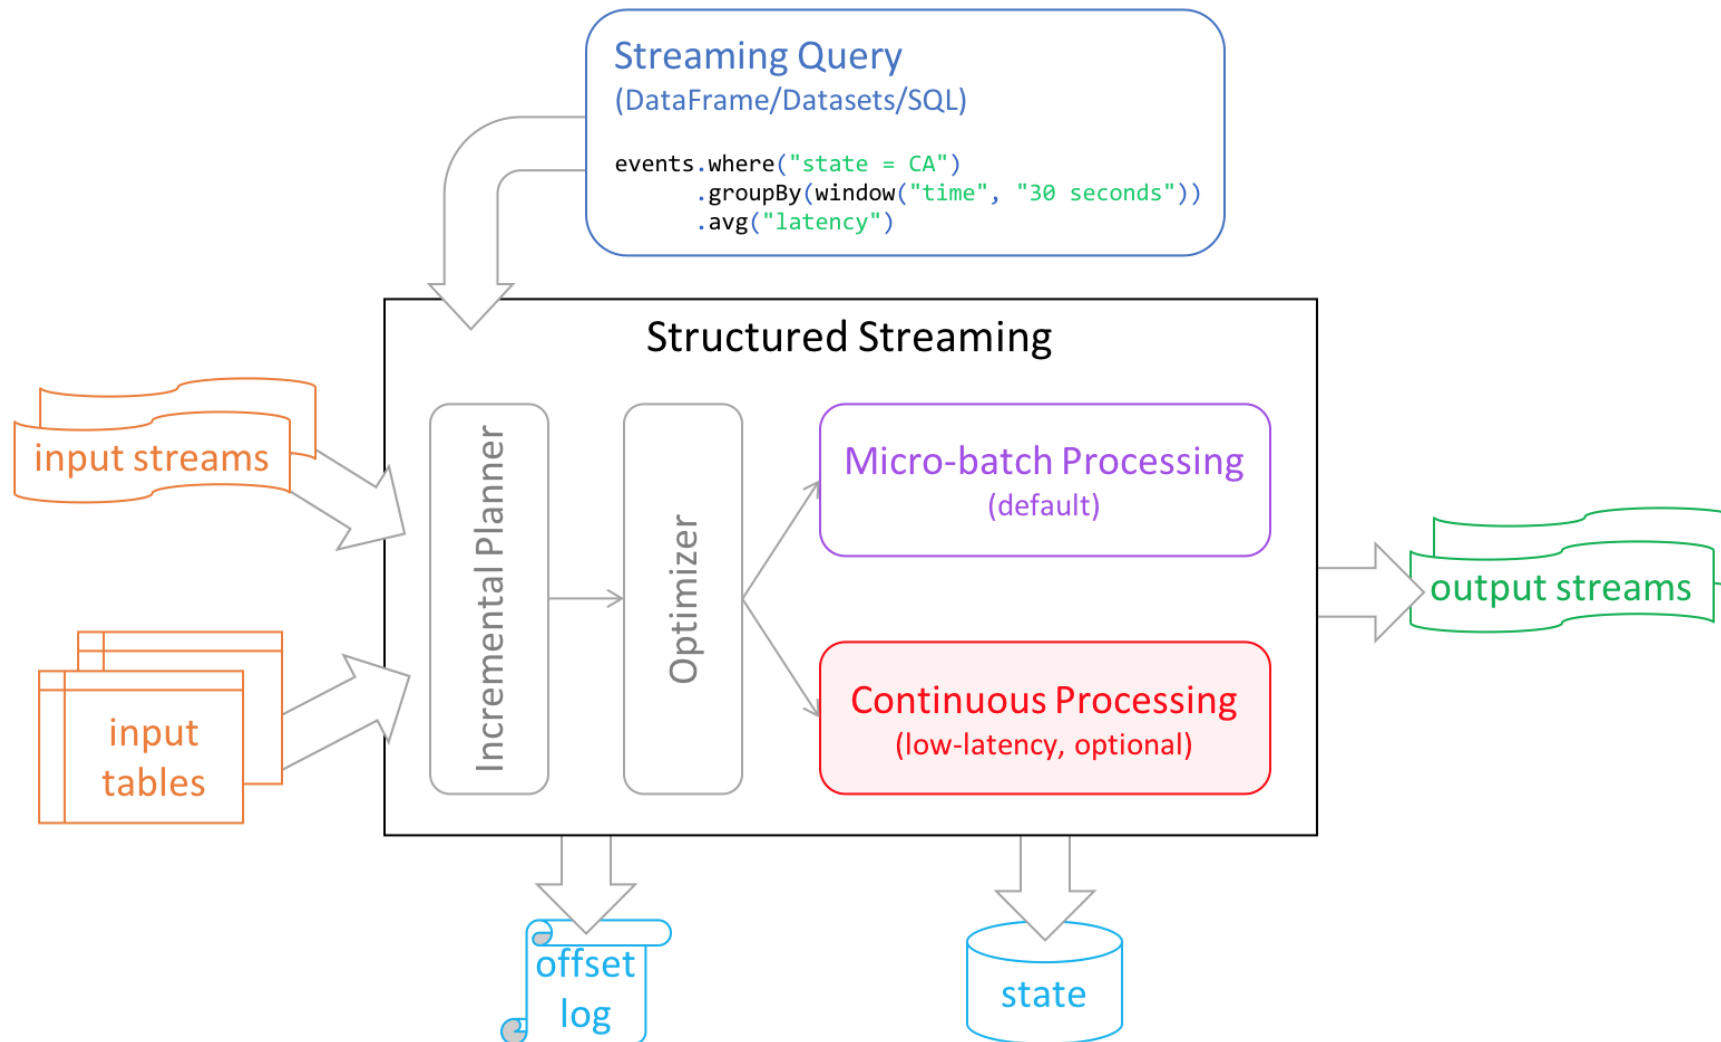 Streaming Query
(DataFrame/Datasets/SQL)
events.where("state = CA")
.groupBy(window("time", "30 seconds"))
.avg("latency")
Structured Streaming
input streams
input
tables
Incremental Planner
Optimizer
Micro-batch Processing
(default)
Continuous Processing
(low-latency, optional)
output streams
offset
log
state